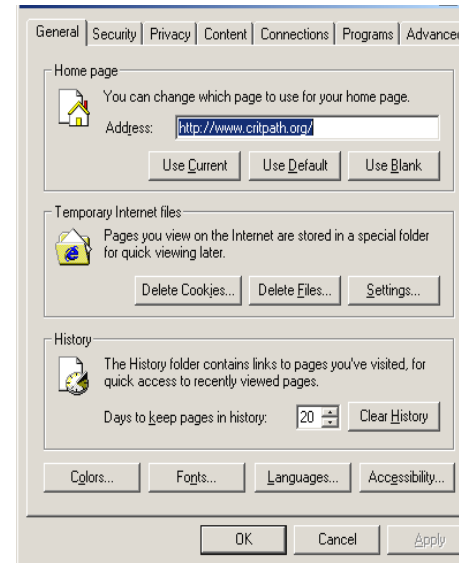 General Security Privacy Content Connections Programs Advanced
Home page
You can change which page to use for your home page.
Address: http://www.critpath.org/
Use Current Use Default Use Blank
Temporary Internet files
Pages you view on the Internet are stored in a special folder
for quick viewing later.
Delete Cookies... Delete Files... Settings...
History
The History folder contains links to pages you've visited, for
quick access to recently viewed pages.
Days to keep pages in history: 20 Clear History
Colors... Fonts... Languages... Accessibility...
OK Cancel Apply